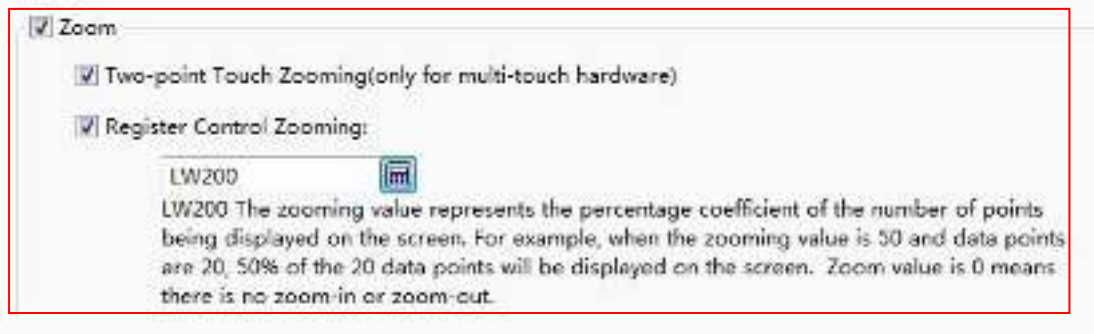 Zoom
Two-point Touch Zooming(only for multi-touch hardware)
Register Control Zooming:
LW200
LW200 The zooming value represents the percentage coefficient of the number of points
being displayed on the screen. For example, when the zooming value is 50 and data points
are 20, 50% of the 20 data points will be displayed on the screen. Zoom value is 0 means
there is no zoom-in or zoom-out.